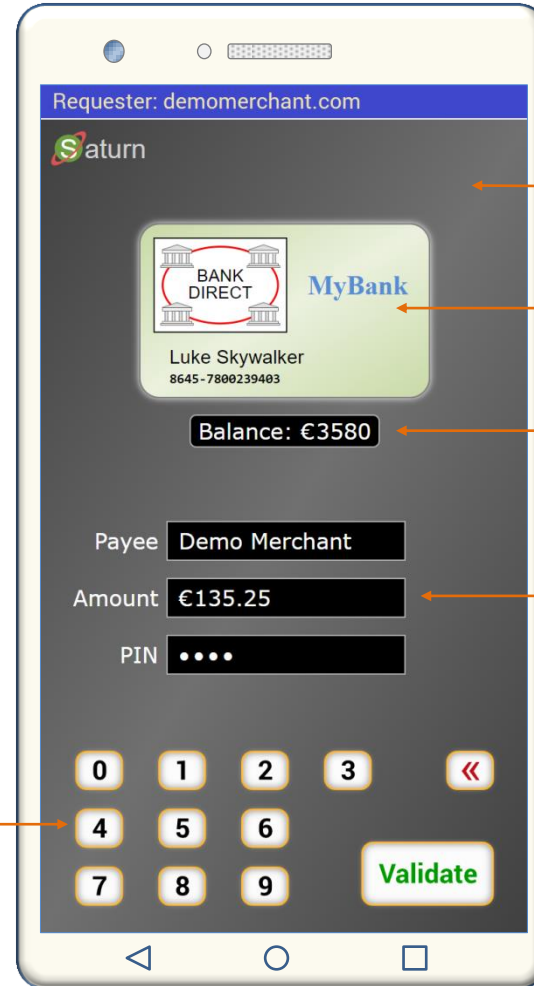 Requester: demomerchant.com
Saturn
BANK
DIRECT
MyBank
Luke Skywalker
8645-7800239403
Balance: €3580
Payee Demo Merchant
Amount €135.25
PIN ••••
0 1 2 3 «
4 5 6
7 8 9 Validate